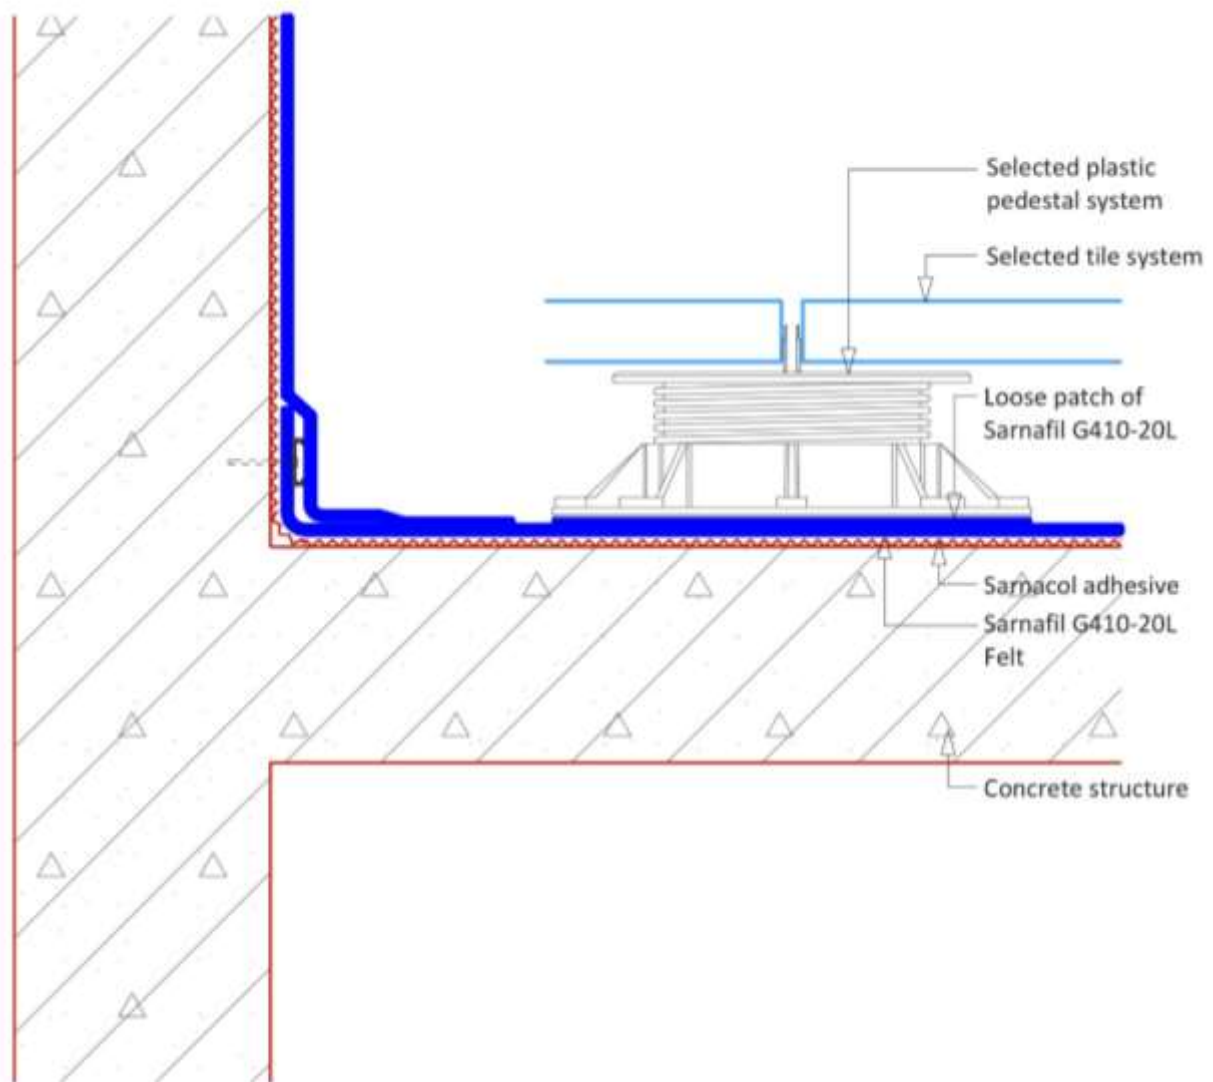 Selected plastic
pedestal system
Selected tile system
Loose patch of
Sarnafil G410-20L
Sarnacol adhesive
Sarnafil G410-20L
Felt
Concrete structure